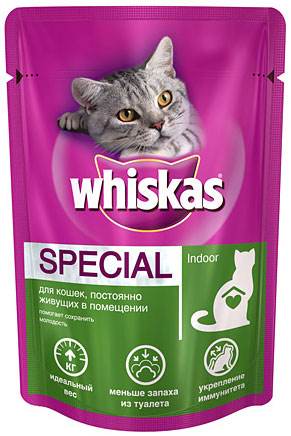 whiskas
SPECIAL
Indoor
для кошек, постоянно
живущих в помещении
помогает сохранить
молодость
КГ
идеальный
вес
меньше запаха
из туалета
укрепление
иммунитета